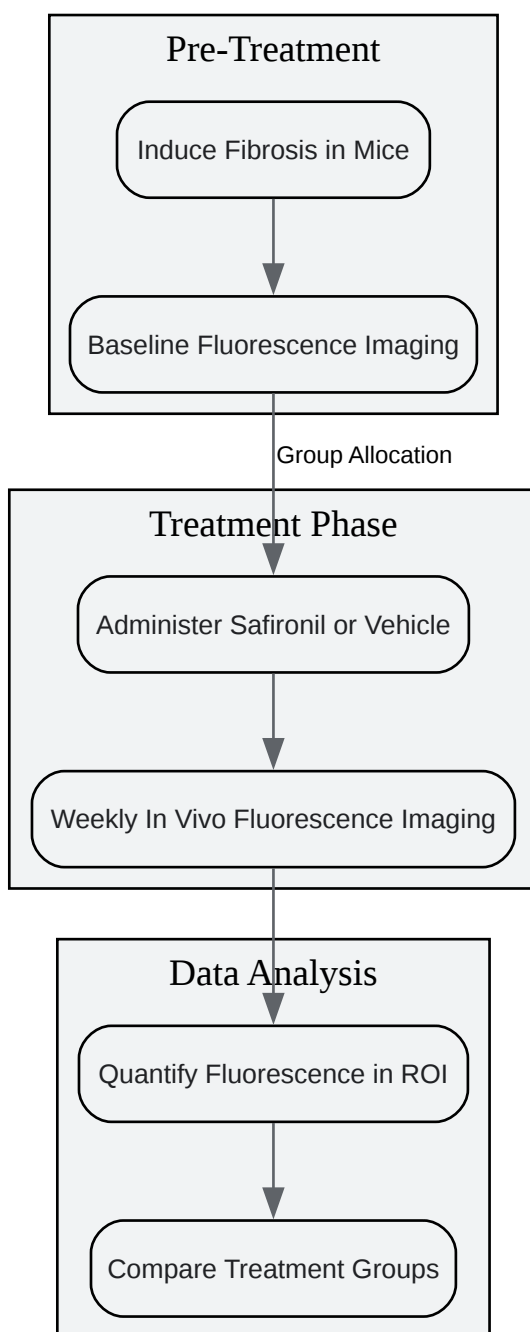 Pre-Treatment
Induce Fibrosis in Mice
Baseline Fluorescence Imaging
Group Allocation
Treatment Phase
Administer Safironil or Vehicle
Weekly In Vivo Fluorescence Imaging
Data Analysis
Quantify Fluorescence in ROI
Compare Treatment Groups